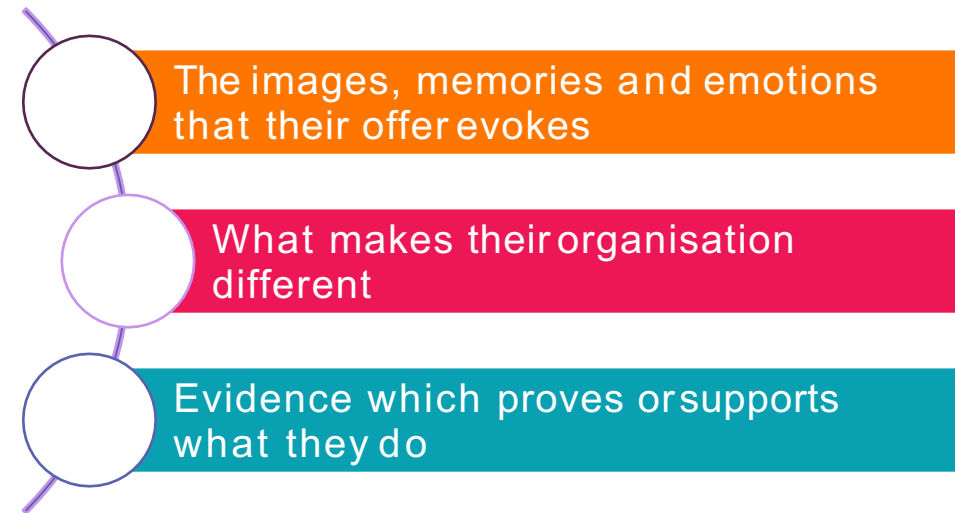 The images, memories and emotions
that their offer evokes
What makes their organisation
different
Evidence which proves or supports
what they do